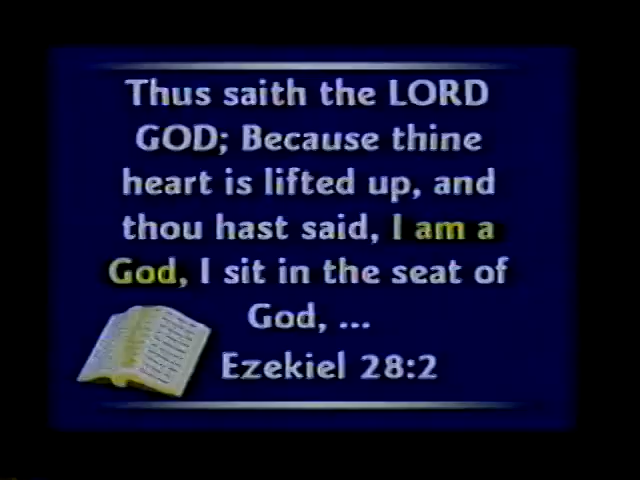 Thus saith the LORD
GOD; Because thine
heart is lifted up, and
thou hast said, I am a
God, I sit in the seat of
God, ...
Ezekiel 28:2